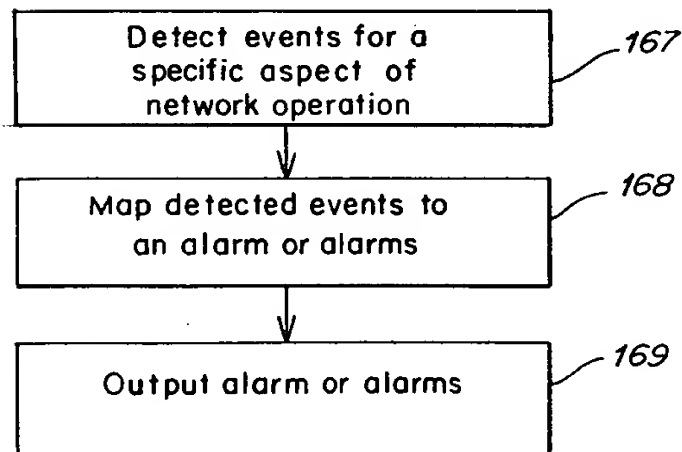 Detect events for a
specific aspect of
network operation
167
Map detected events to
an alarm or alarms
168
Output alarm or alarms
169